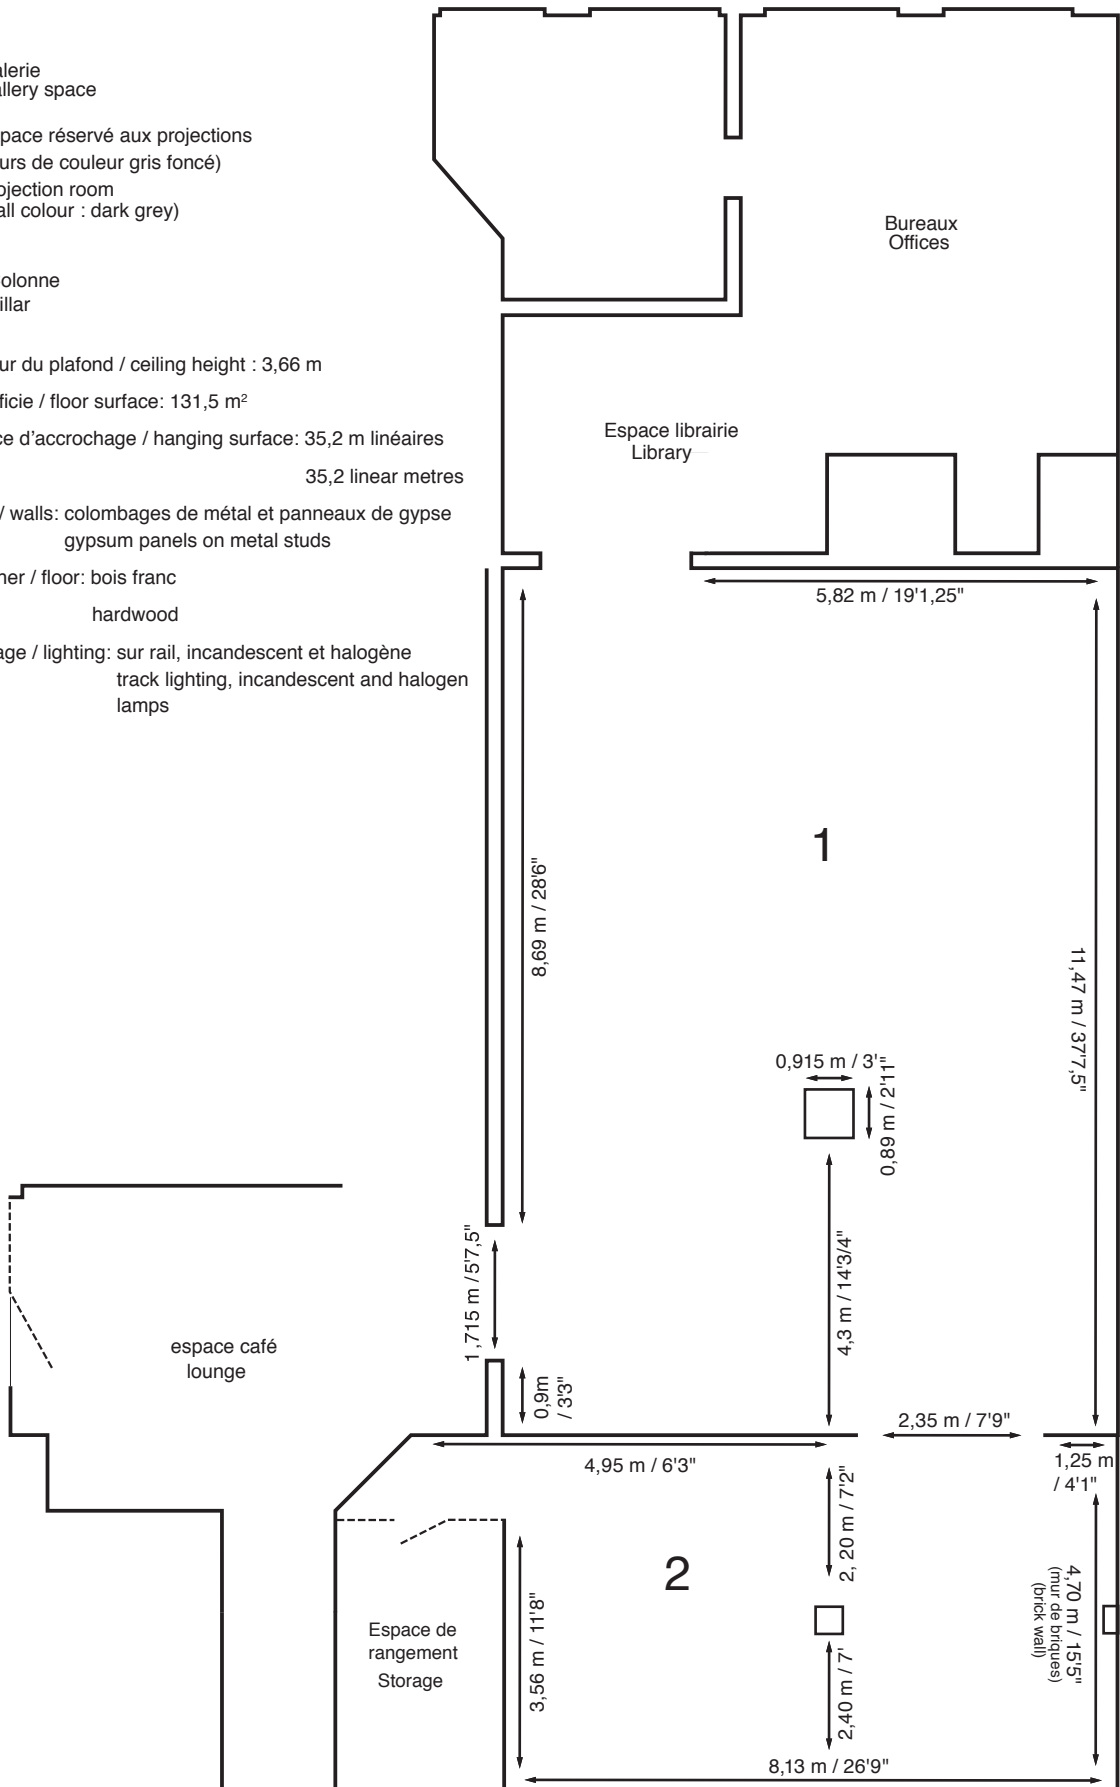 alerie
allery space
pace réservé aux projections
urs de couleur gris foncé)
ojection room
all colour : dark grey)
olonne
illar
ur du plafond / ceiling height : 3,66 m
ficie / floor surface: 131,5 m²
ce d'accrochage / hanging surface: 35,2 m linéaires
35,2 linear metres
/ walls: colombages de métal et panneaux de gypse
gypsum panels on metal studs
her / floor: bois franc
hardwood
age / lighting: sur rail, incandescent et halogène
track lighting, incandescent and halogen
lamps
Bureaux
Offices
Espace librairie
Library
5,82 m / 19'1,25"
1
8,69 m / 28'6"
11,47 m / 37'7,5"
0,915 m / 3'"
0,89 m / 2'11"
4,3 m / 14'3/4"
1,715 m / 5'7,5"
0,9m
/ 3'3"
espace café
lounge
2,35 m / 7'9"
4,95 m / 6'3"
1,25 m
/ 4'1"
2, 20 m / 7'2"
2
4,70 m / 15'5"
(mur de briques)
(brick wall)
Espace de
rangement
Storage
3,56 m / 11'8"
2,40 m / 7'
8,13 m / 26'9"